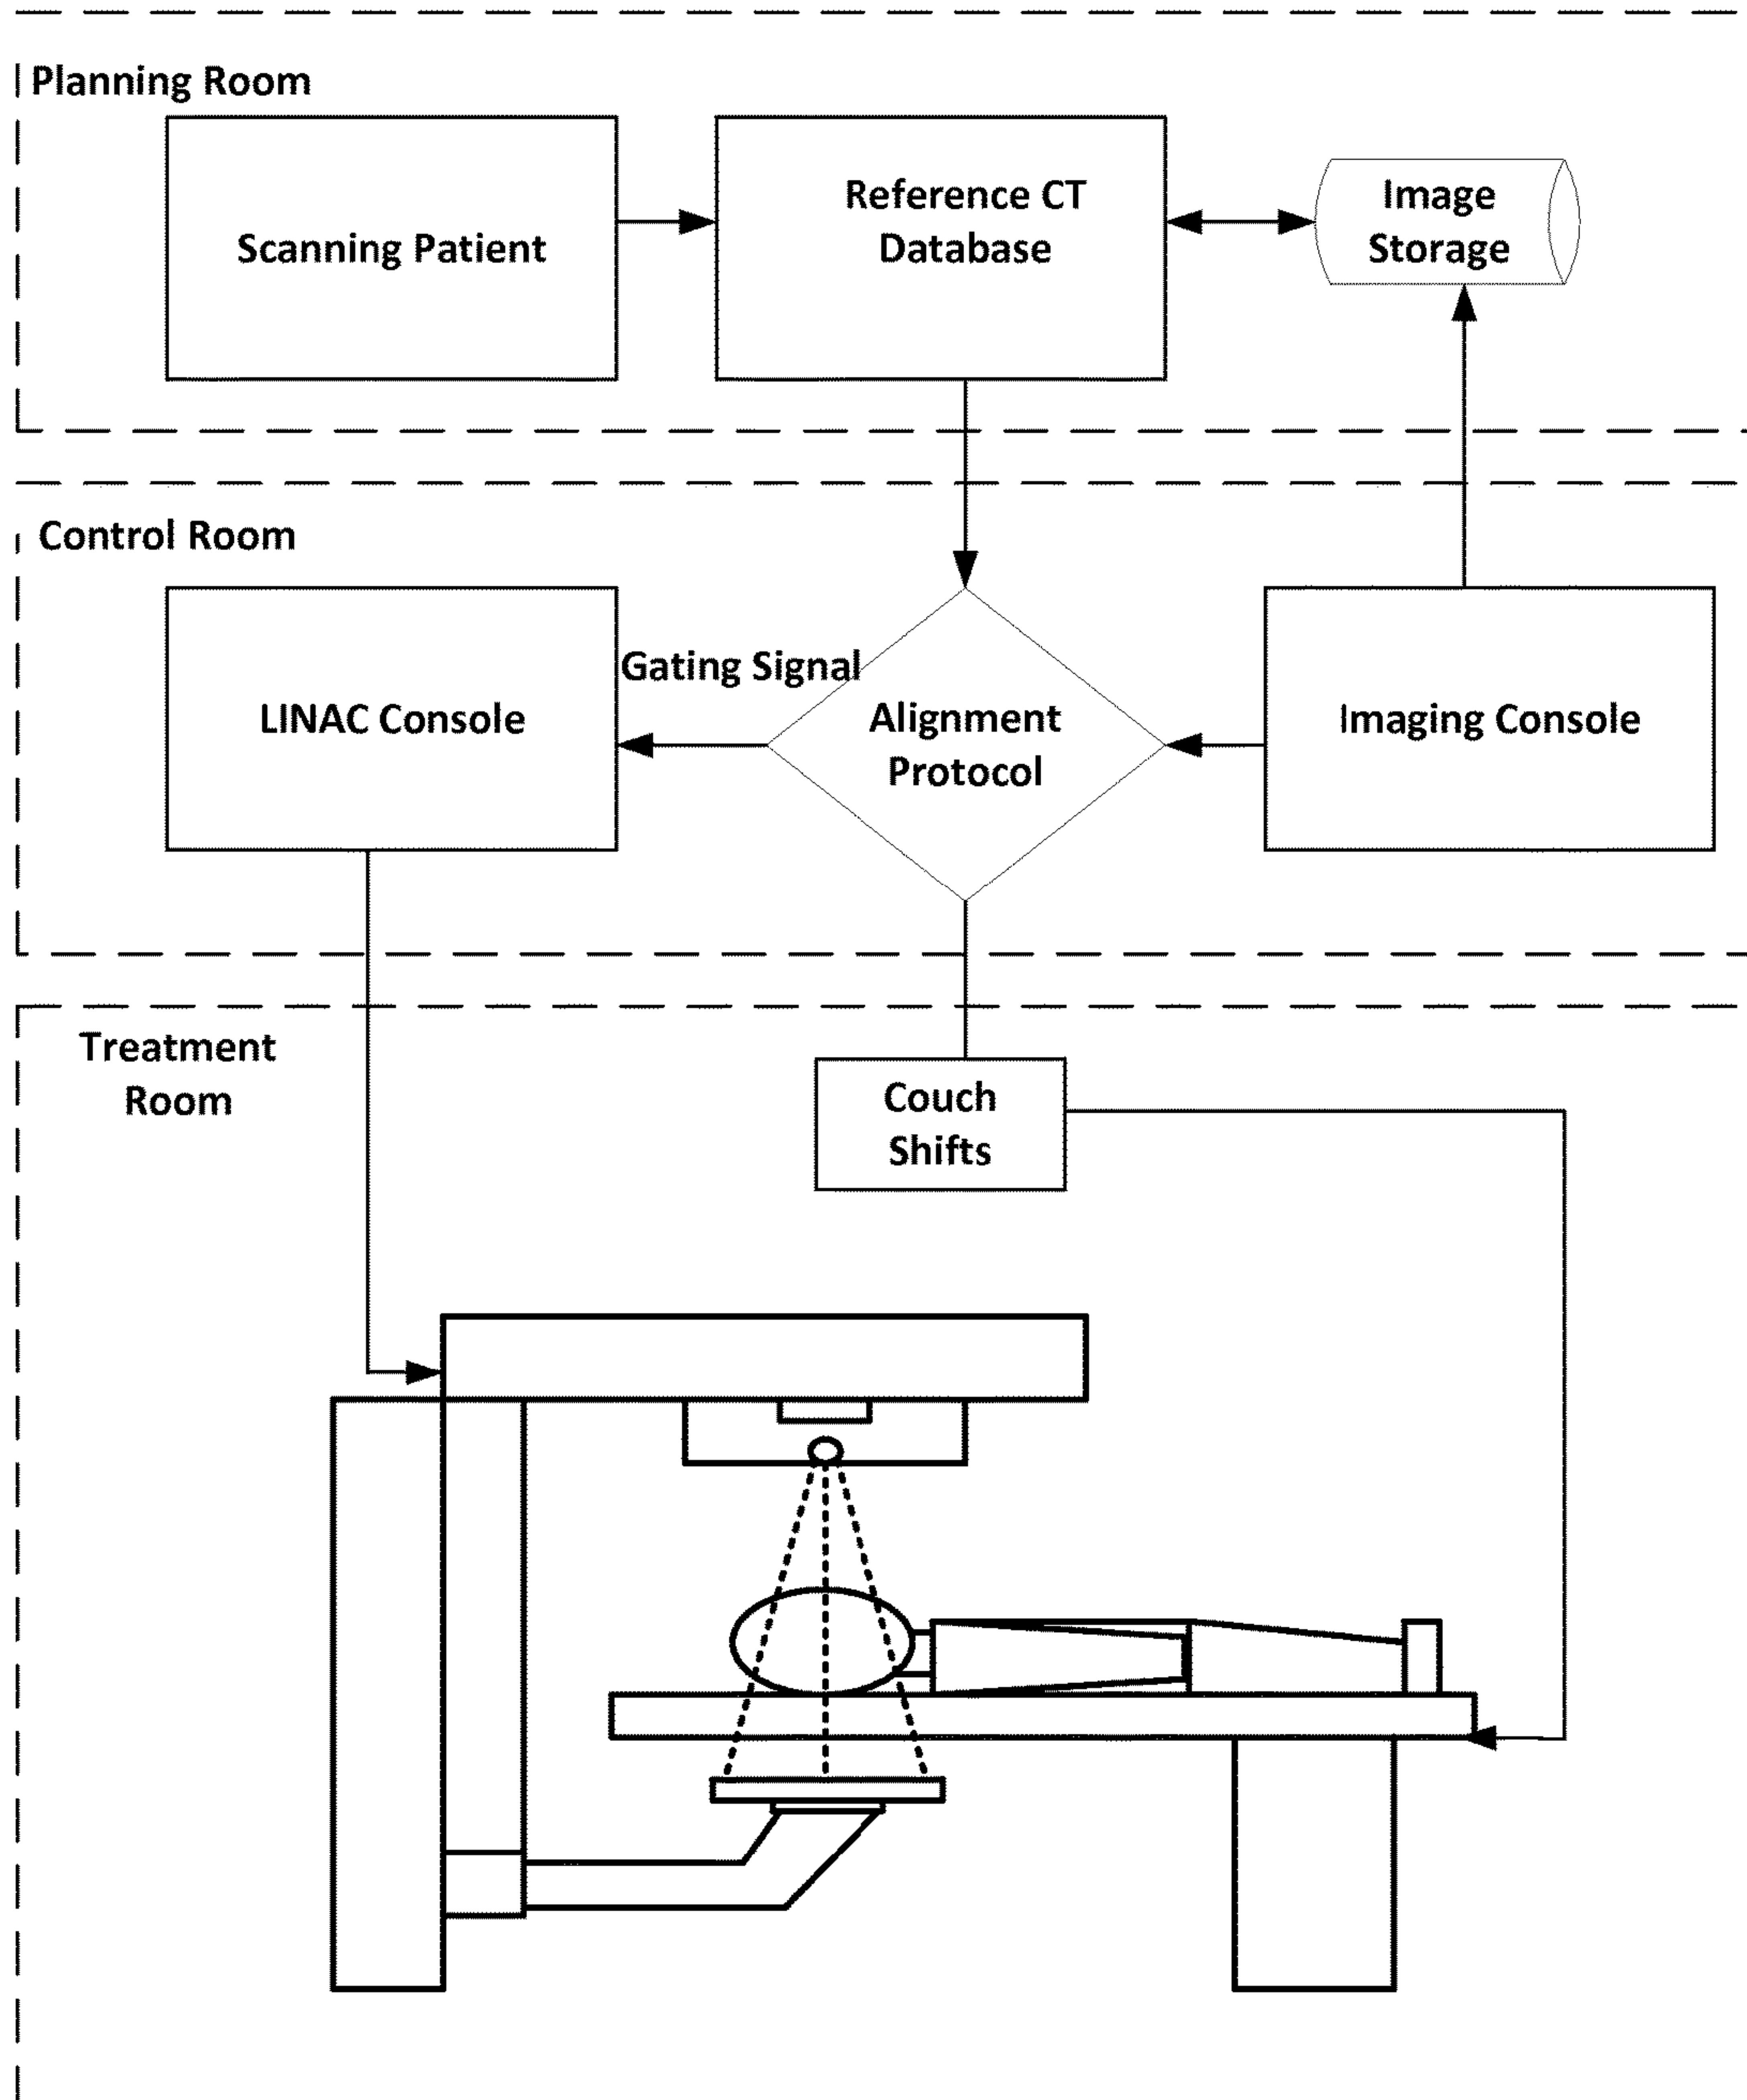 Planning Room
Scanning Patient
Reference CT
Database
Image
Storage
Control Room
LINAC Console
Gating Signal
Alignment
Protocol
Imaging Console
Treatment
Room
Couch
Shifts